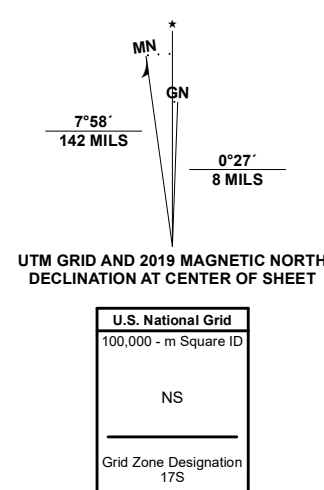 ★
MN
GN
7°58´
142 MILS
0°27´
8 MILS
UTM GRID AND 2019 MAGNETIC NORTH
DECLINATION AT CENTER OF SHEET
U.S. National Grid
100,000 - m Square ID
NS
Grid Zone Designation
17S